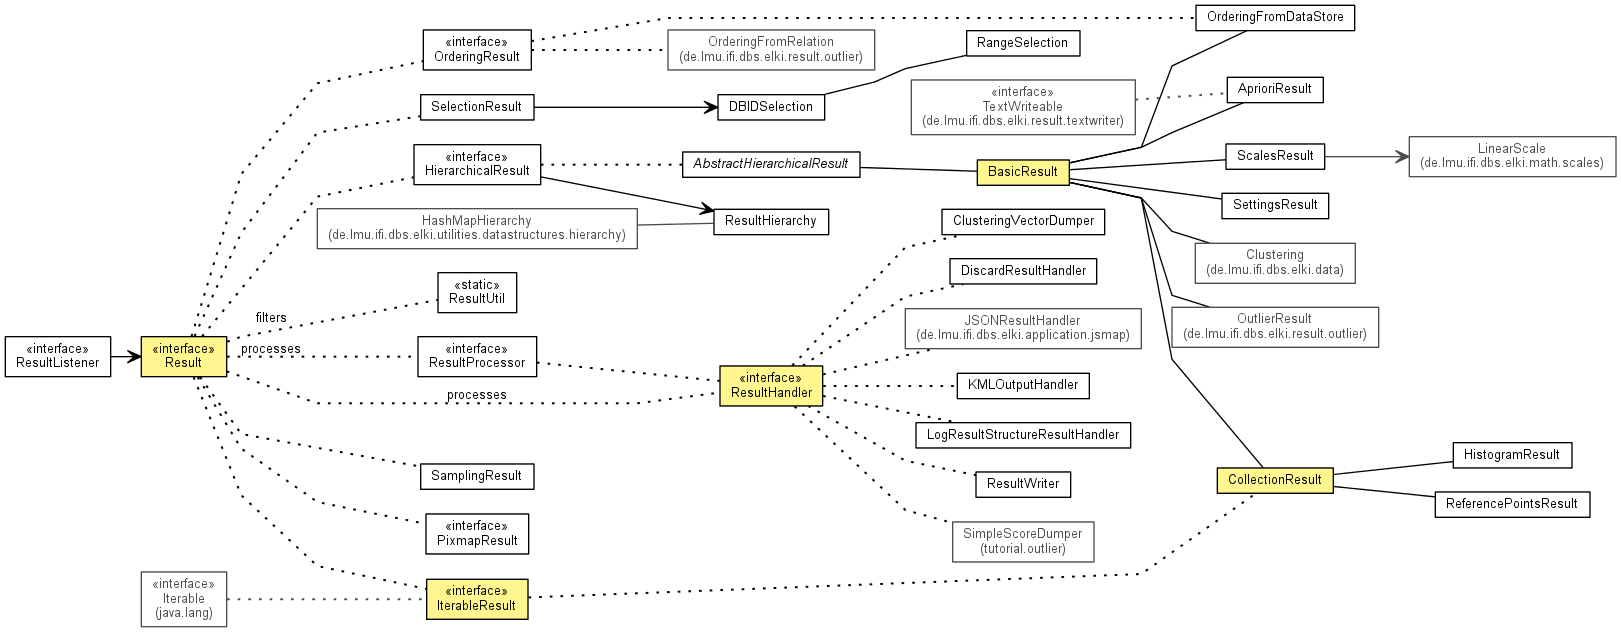 «interface»
OrderingResult
OrderingFromRelation
(de.lmu.ifi.dbs.elki.result.outlier)
RangeSelection
OrderingFromDataStore
SelectionResult
DBIDSelection
«interface»
TextWriteable
(de.lmu.ifi.dbs.elki.result.textwriter)
AprioriResult
«interface»
HierarchicalResult
AbstractHierarchicalResult
BasicResult
ScalesResult
LinearScale
(de.lmu.ifi.dbs.elki.math.scales)
HashMapHierarchy
(de.lmu.ifi.dbs.elki.utilities.datastructures.hierarchy)
ResultHierarchy
ClusteringVectorDumper
SettingsResult
«static»
ResultUtil
DiscardResultHandler
Clustering
(de.lmu.ifi.dbs.elki.data)
filters
JSONResultHandler
(de.lmu.ifi.dbs.elki.application.jsmap)
OutlierResult
(de.lmu.ifi.dbs.elki.result.outlier)
«interface»
ResultListener
«interface»
Result
processes
«interface»
ResultProcessor
«interface»
ResultHandler
KMLOutputHandler
processes
LogResultStructureResultHandler
SamplingResult
ResultWriter
CollectionResult
HistogramResult
ReferencePointsResult
«interface»
PixmapResult
SimpleScoreDumper
(tutorial.outlier)
«interface»
Iterable
(java.lang)
«interface»
IterableResult